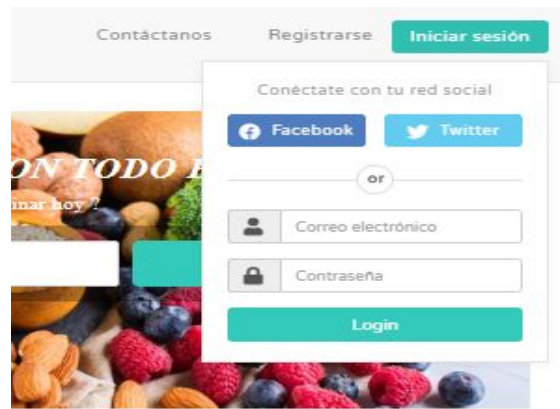 Contáctanos Registrarse Iniciar sesión
Conéctate con tu red social
Facebook Twitter
ON TODO
inar hoy ?
or
Correo electrónico
Contraseña
Login